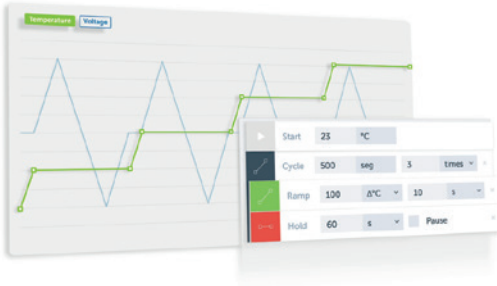 Temperature Voltage
Start 23 °C
Cycle 500 seg 3 times
Ramp 100 Δ°C 10 s
Hold 60 s Pause